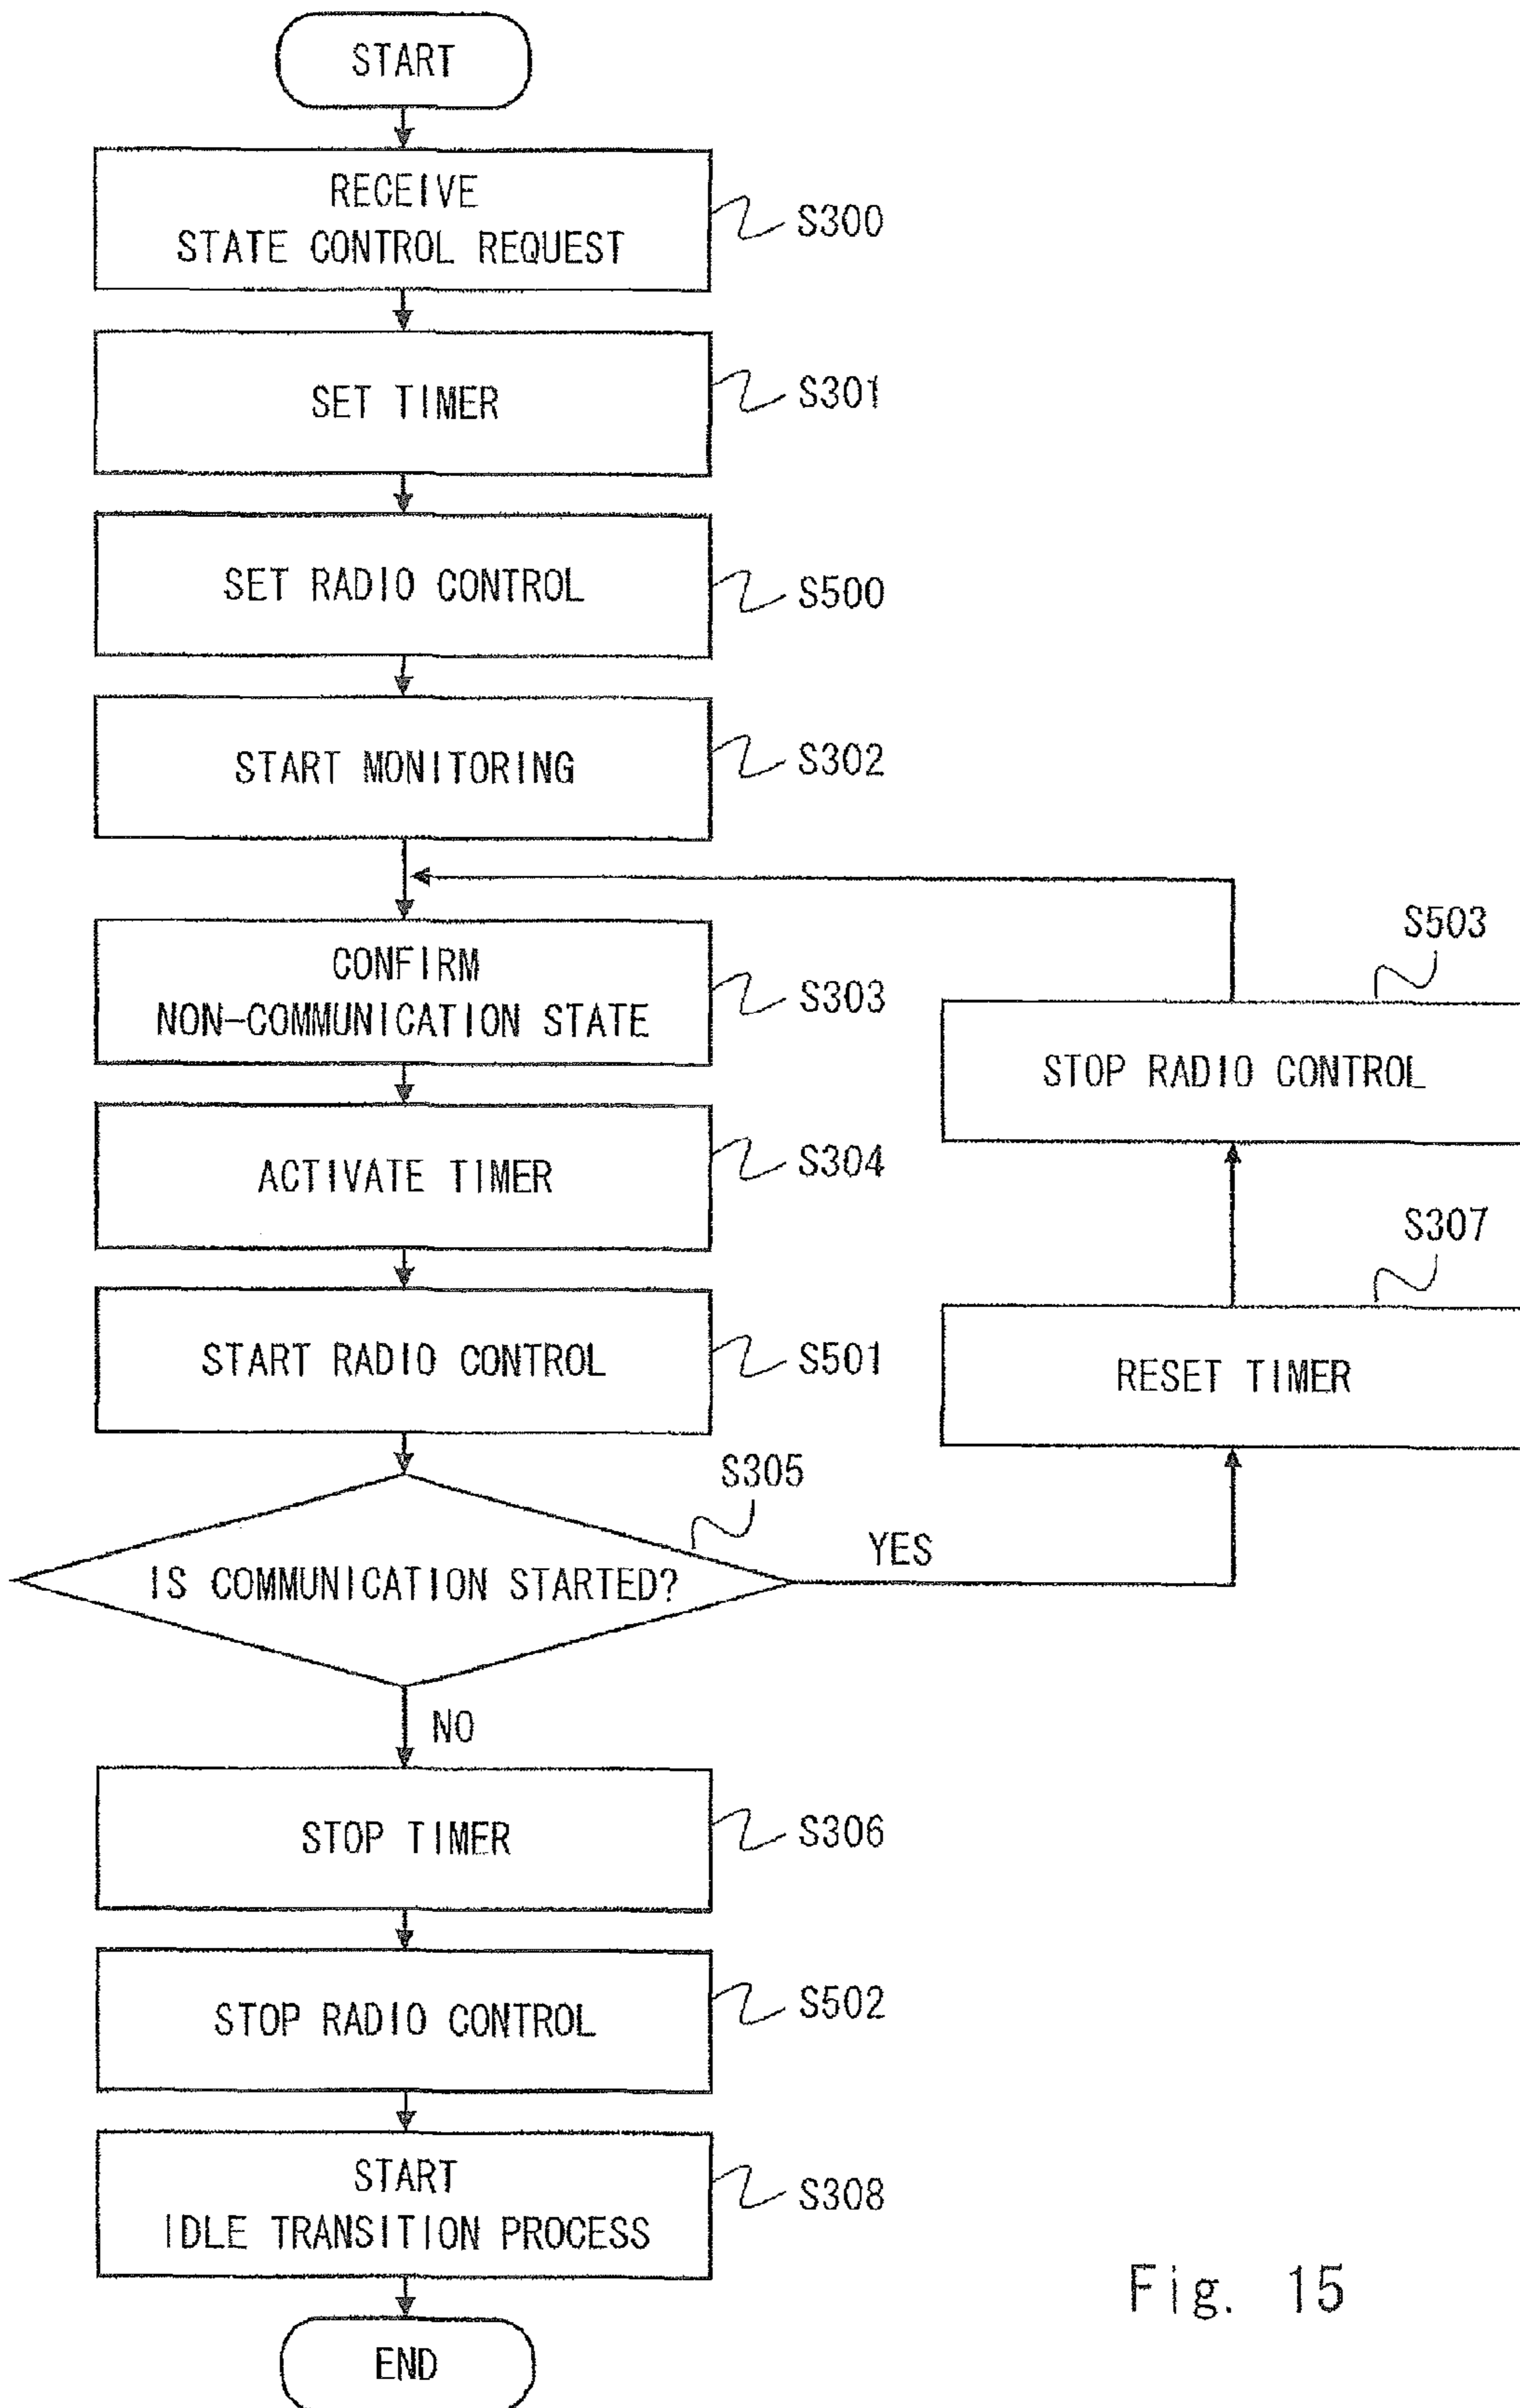 START
RECEIVE
STATE CONTROL REQUEST
S300
SET TIMER
S301
SET RADIO CONTROL
S500
START MONITORING
S302
CONFIRM
NON-COMMUNICATION STATE
S303
S503
STOP RADIO CONTROL
ACTIVATE TIMER
S304
S307
RESET TIMER
START RADIO CONTROL
S501
S305
IS COMMUNICATION STARTED?
YES
NO
STOP TIMER
S306
STOP RADIO CONTROL
S502
START
IDLE TRANSITION PROCESS
S308
END
Fig. 15